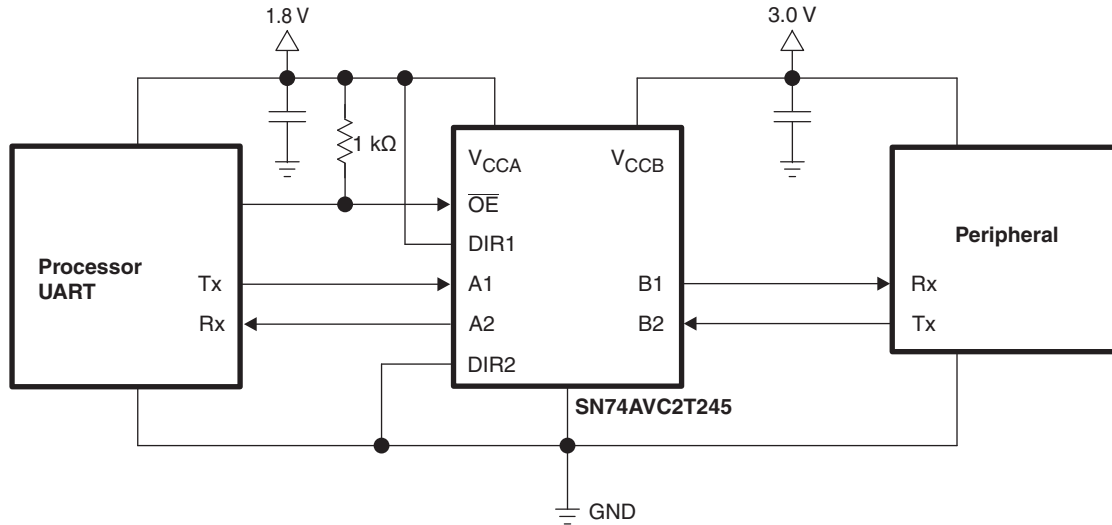 1.8 V
3.0 V
1 kΩ
VCCA
VCCB
OE
DIR1
Processor
UART
Peripheral
Tx
A1
B1
Rx
Rx
A2
B2
Tx
DIR2
SN74AVC2T245
GND